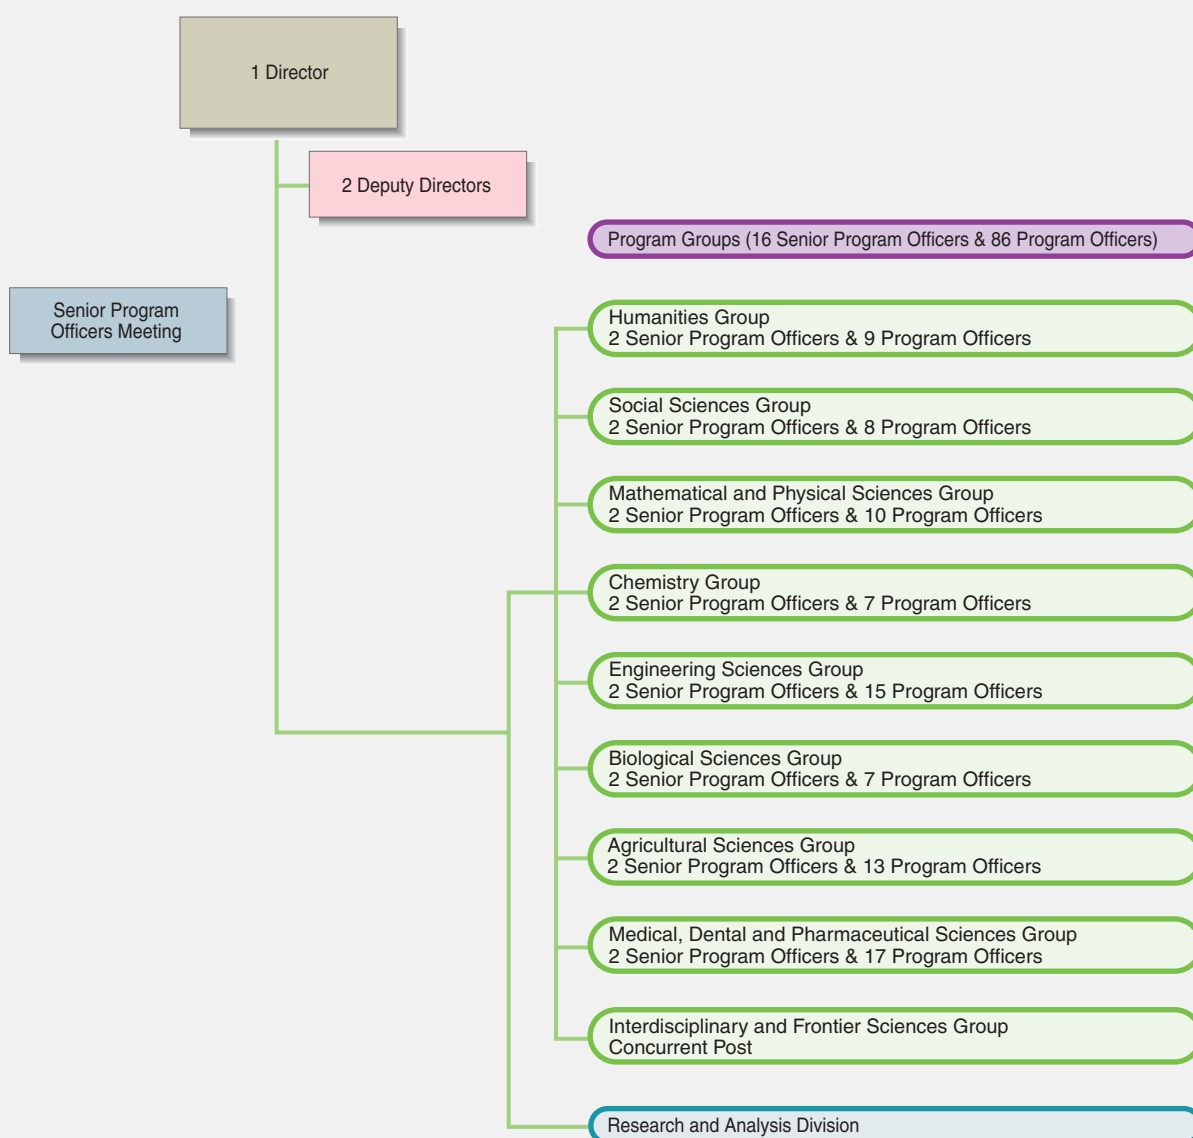 1 Director
2 Deputy Directors
Program Groups (16 Senior Program Officers & 86 Program Officers)
Senior Program
Officers Meeting
Humanities Group
2 Senior Program Officers & 9 Program Officers
Social Sciences Group
2 Senior Program Officers & 8 Program Officers
Mathematical and Physical Sciences Group
2 Senior Program Officers & 10 Program Officers
Chemistry Group
2 Senior Program Officers & 7 Program Officers
Engineering Sciences Group
2 Senior Program Officers & 15 Program Officers
Biological Sciences Group
2 Senior Program Officers & 7 Program Officers
Agricultural Sciences Group
2 Senior Program Officers & 13 Program Officers
Medical, Dental and Pharmaceutical Sciences Group
2 Senior Program Officers & 17 Program Officers
Interdisciplinary and Frontier Sciences Group
Concurrent Post
Research and Analysis Division